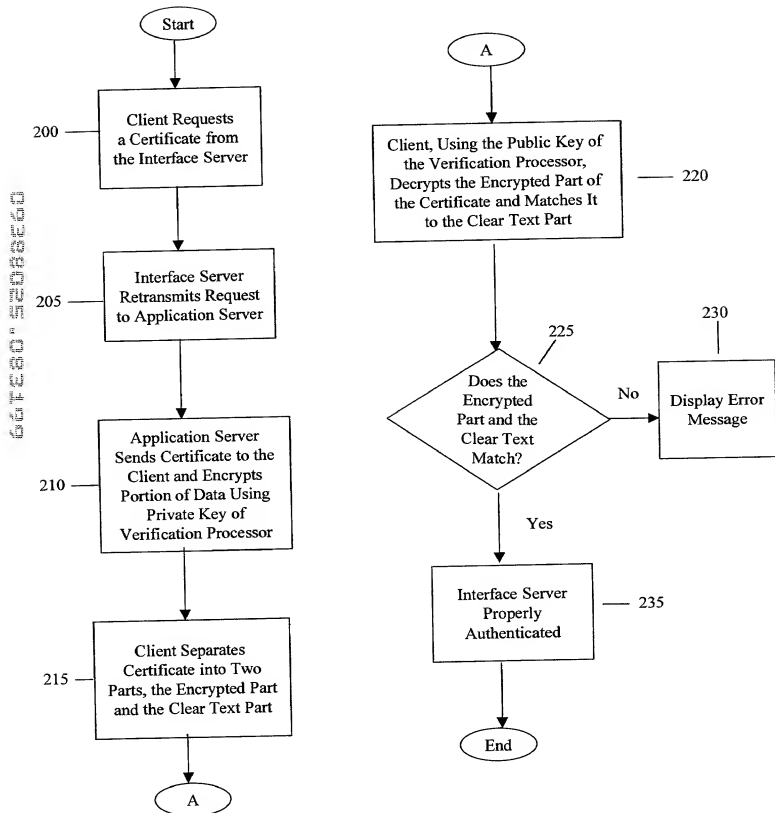 Start
200
Client Requests
a Certificate from
the Interface Server
205
Interface Server
Retransmits Request
to Application Server
210
Application Server
Sends Certificate to the
Client and Encrypts
Portion of Data Using
Private Key of
Verification Processor
215
Client Separates
Certificate into Two
Parts, the Encrypted Part
and the Clear Text Part
A
A
Client, Using the Public Key of
the Verification Processor,
Decrypts the Encrypted Part of
the Certificate and Matches It
to the Clear Text Part
220
225
Does the
Encrypted
Part and the
Clear Text
Match?
No
230
Display Error
Message
Yes
Interface Server
Properly
Authenticated
235
End